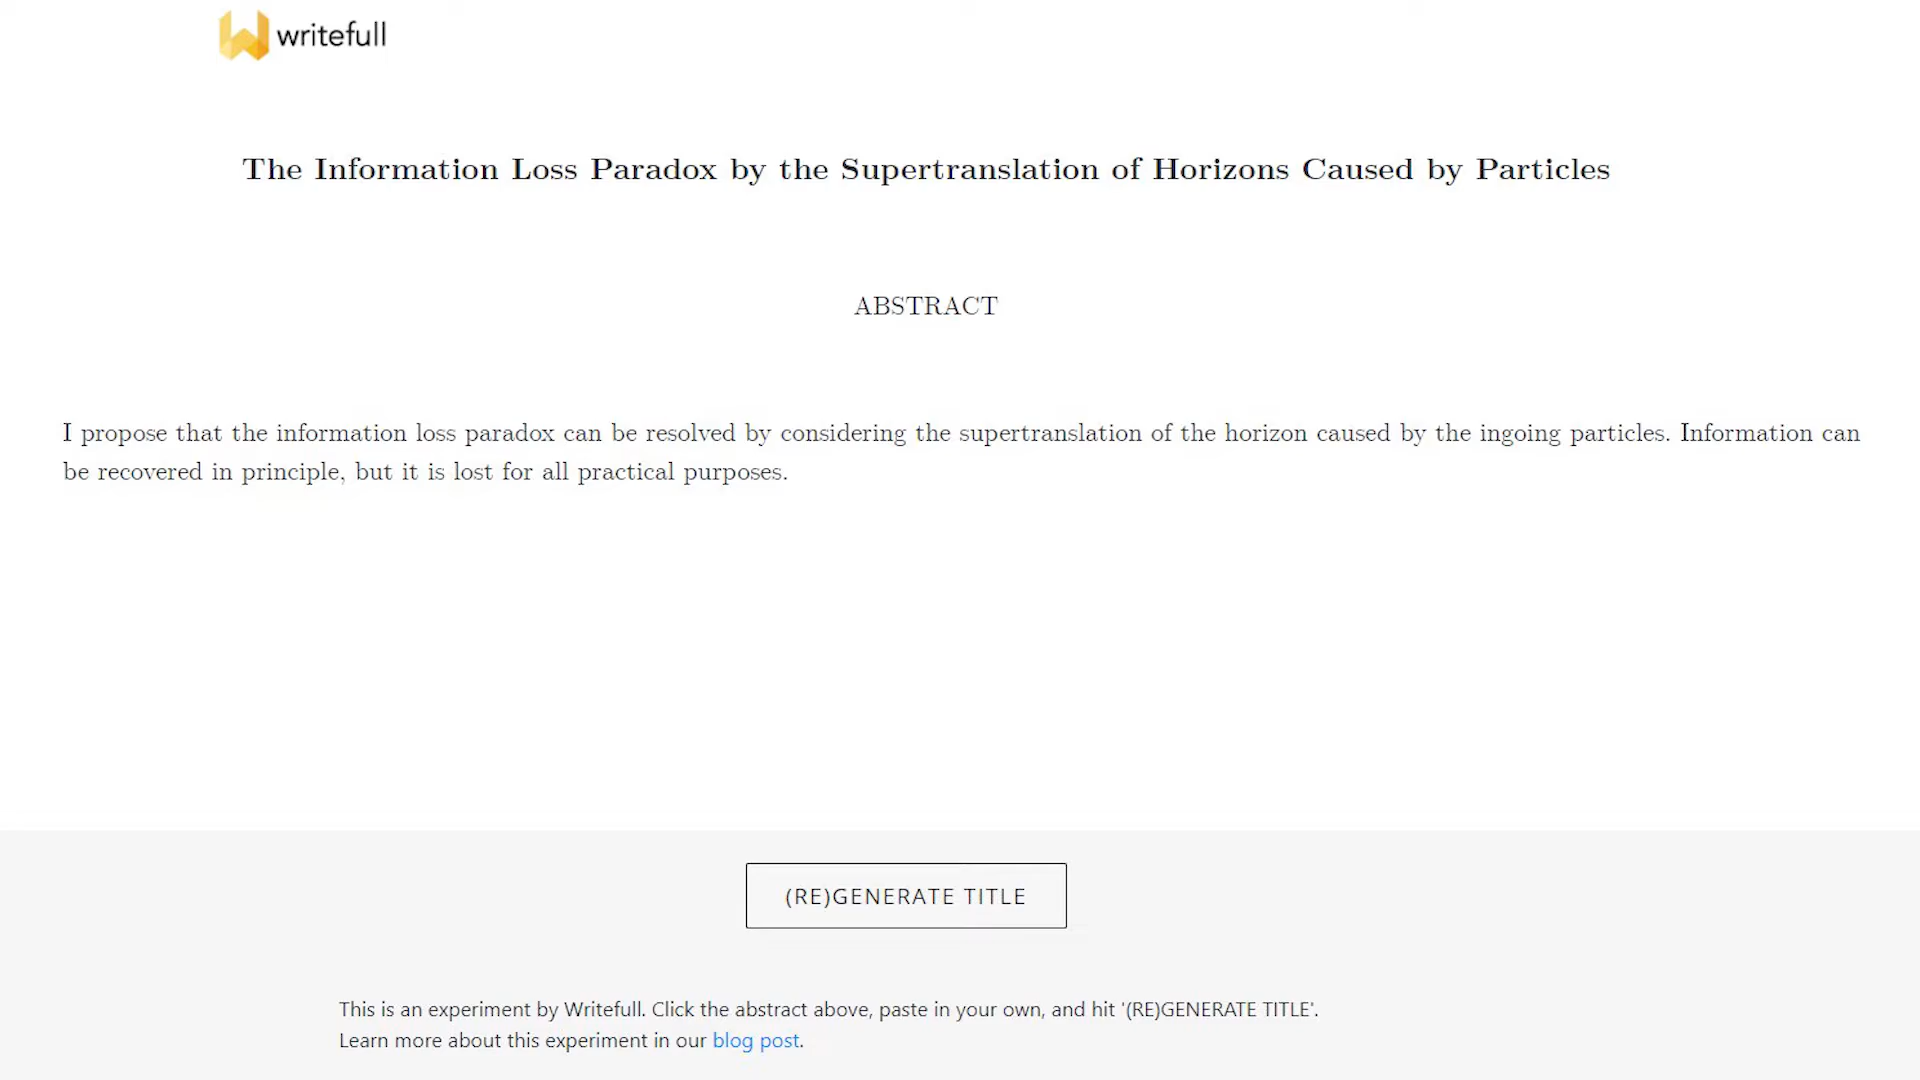 writefull
The Information Loss Paradox by the Supertranslation of Horizons Caused by Particles
ABSTRACT
I propose that the information loss paradox can be resolved by considering the supertranslation of the horizon caused by the ingoing particles. Information can
be recovered in principle, but it is lost for all practical purposes.
(RE)GENERATE TITLE
This is an experiment by Writefull. Click the abstract above, paste in your own, and hit '(RE)GENERATE TITLE'.
Learn more about this experiment in our blog post.